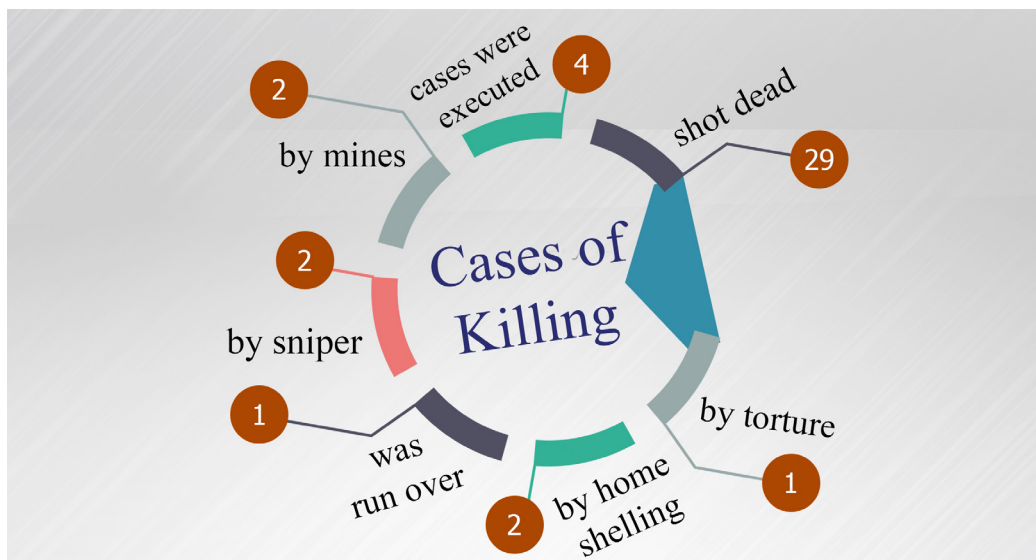 Cases of
Killing
cases were
executed
4
shot dead
29
by torture
1
by home
shelling
2
was
run over
1
by sniper
2
by mines
2